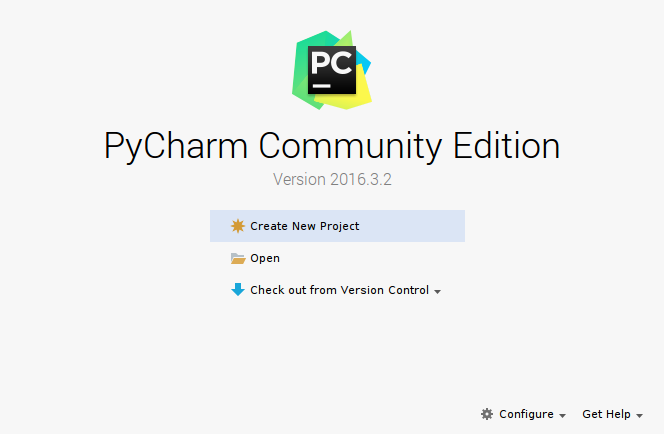 PC
PyCharm Community Edition
Version 2016.3.2
Create New Project
Open
Check out from Version Control
Configure Get Help